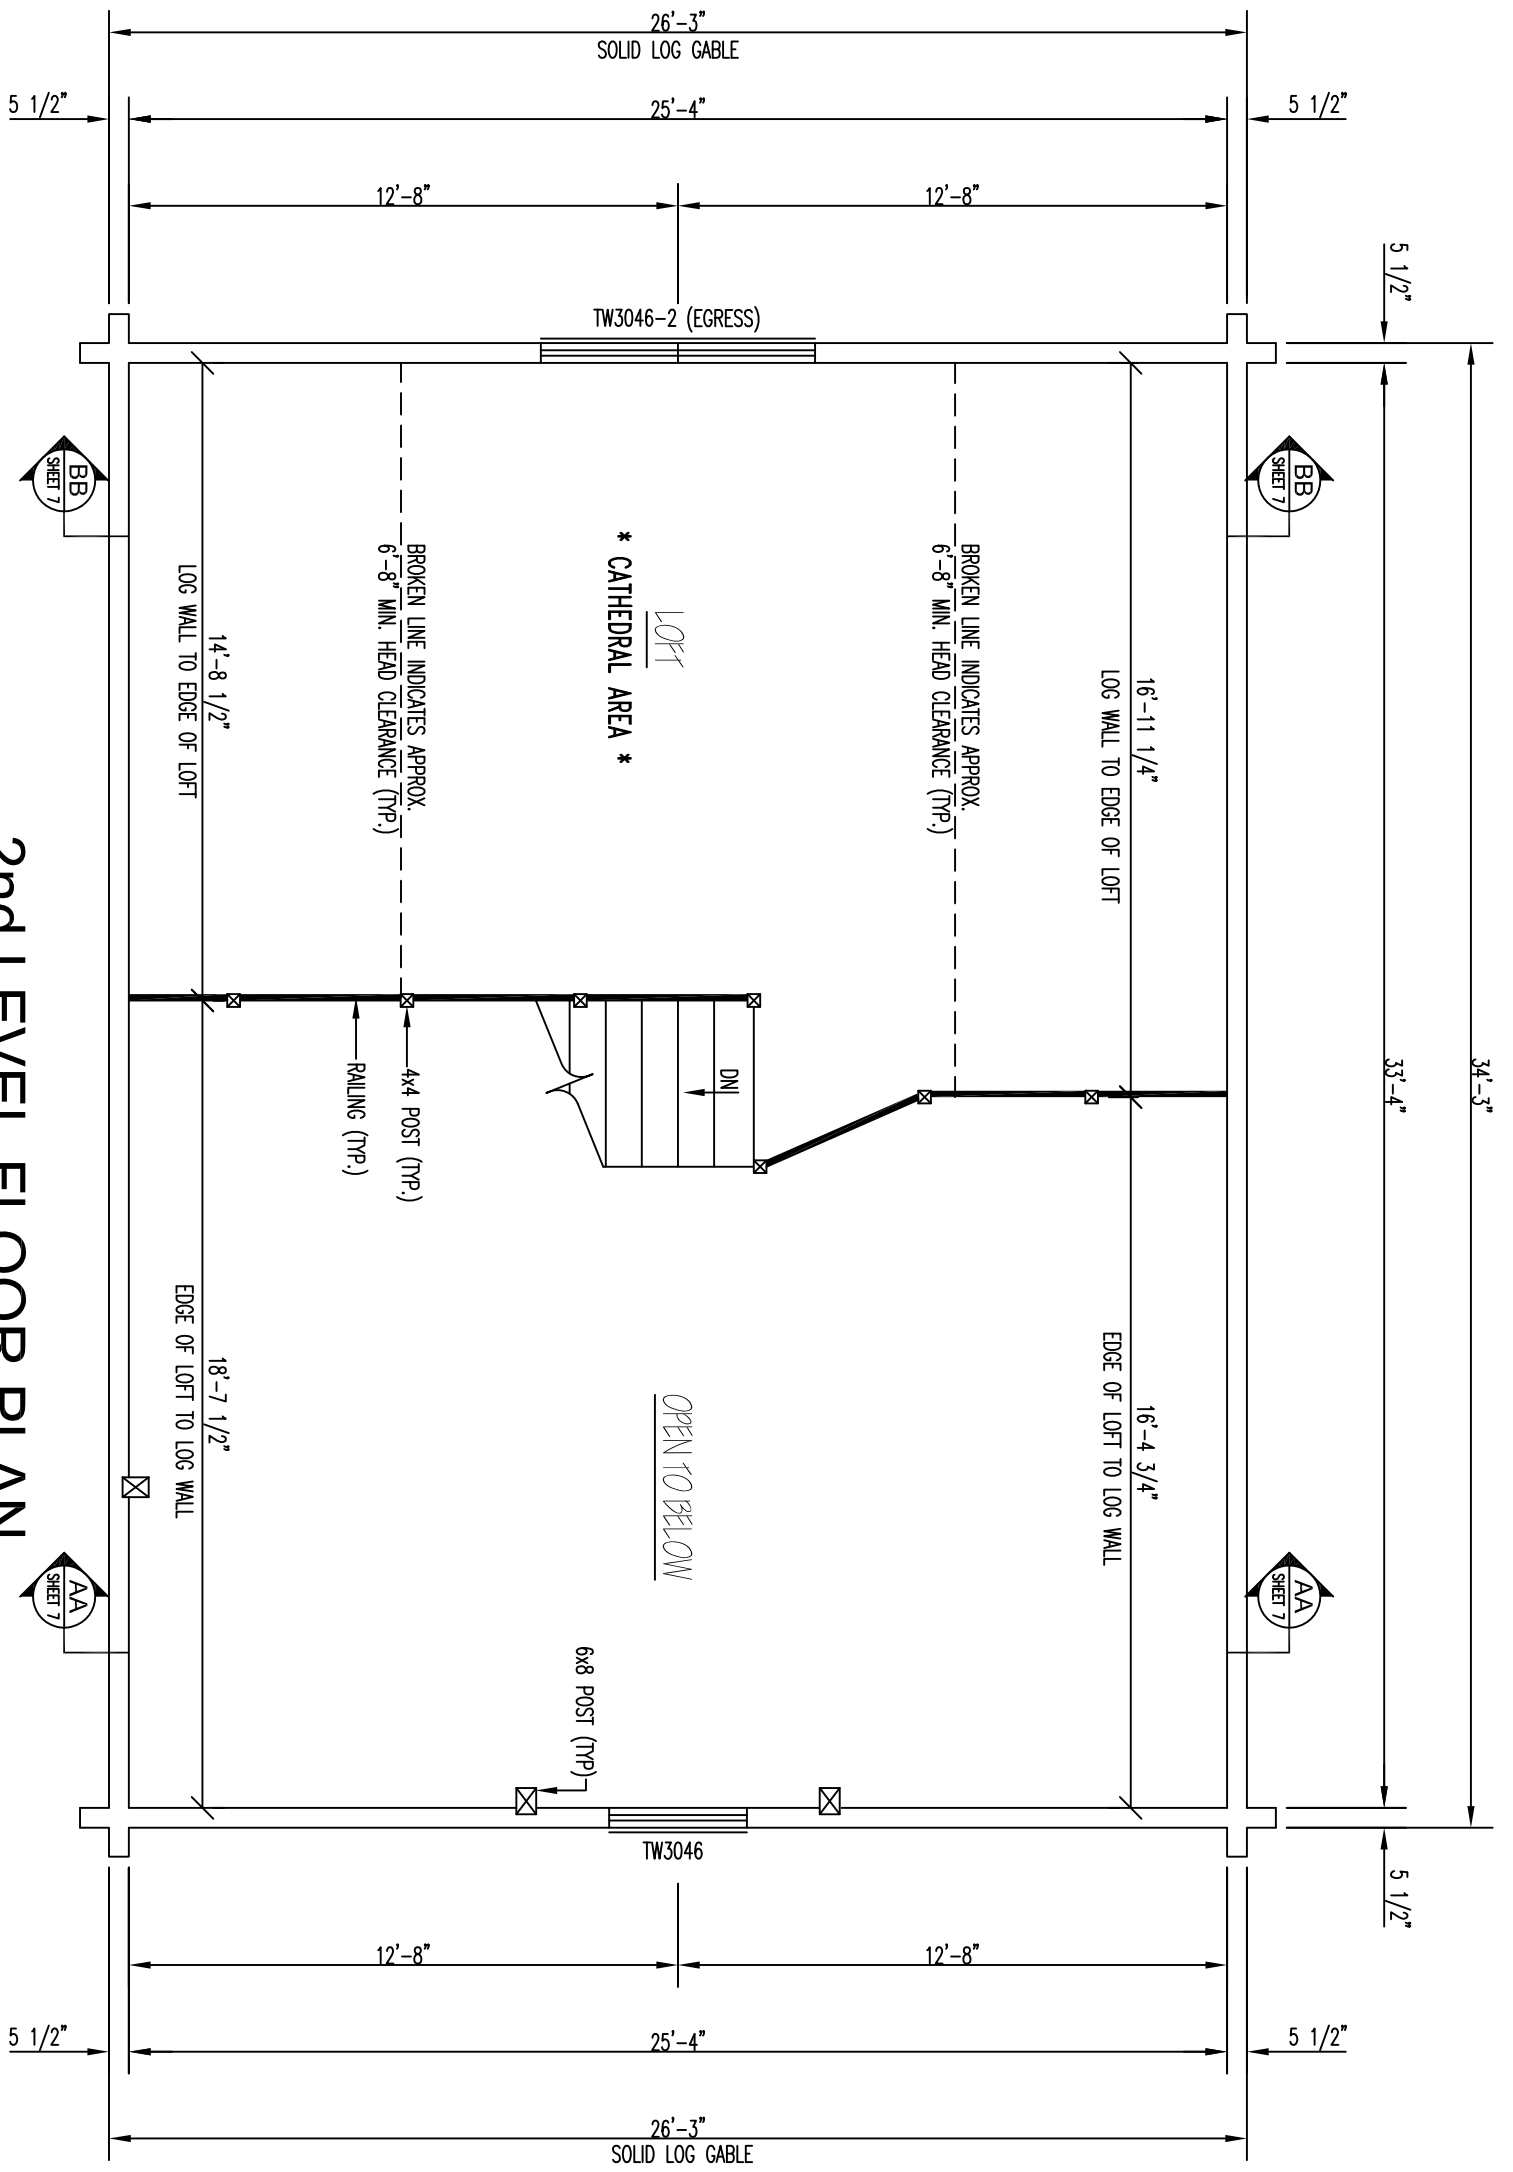 26'-3"
SOLID LOG GABLE
5 1/2"
25'-4"
5 1/2"
12'-8"
12'-8"
5 1/2"
TW3046-2 (EGRESS)
34'-3"
33'-4"
BB
SHEET 7
BB
SHEET 7
16'-11 1/4"
LOG WALL TO EDGE OF LOFT
BROKEN LINE INDICATES APPROX.
6'-8" MIN. HEAD CLEARANCE (TYP.)
LOFT
* CATHEDRAL AREA *
BROKEN LINE INDICATES APPROX.
6'-8" MIN. HEAD CLEARANCE (TYP.)
14'-8 1/2"
LOG WALL TO EDGE OF LOFT
DN
4x4 POST (TYP.)
RAILING (TYP.)
16'-4 3/4"
EDGE OF LOFT TO LOG WALL
OPEN TO BELOW
18'-7 1/2"
EDGE OF LOFT TO LOG WALL
AA
SHEET 7
AA
SHEET 7
6x8 POST (TYP)
TW3046
5 1/2"
12'-8"
12'-8"
5 1/2"
25'-4"
5 1/2"
26'-3"
SOLID LOG GABLE
2nd LEVEL FLOOR PLAN